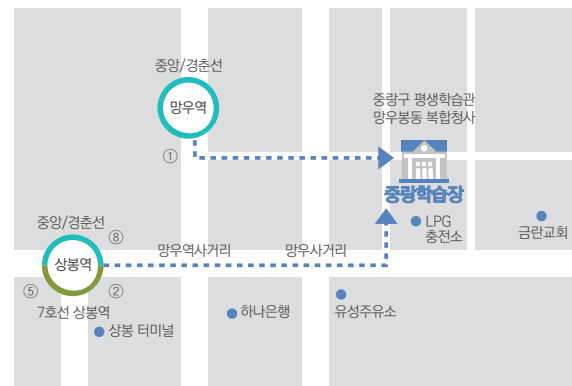 중앙/경춘선
망우역
①
중랑구 평생학습관
망우봉동 복합청사
중랑학습장
LPG
충전소
금란교회
중앙/경춘선
⑧
상봉역
⑤
②
7호선 상봉역
망우역사거리
망우사거리
상봉 터미널
하나은행
유성주유소